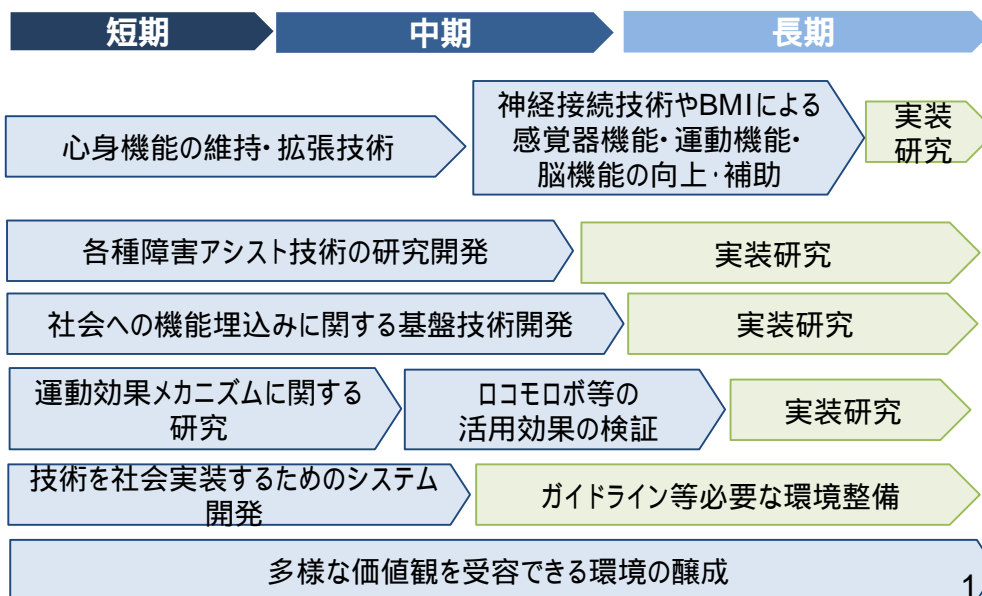 短期
中期
長期
心身機能の維持・拡張技術
神経接続技術やBMIによる
感覚器機能・運動機能・
脳機能の向上・補助
実装
研究
各種障害アシスト技術の研究開発
実装研究
社会への機能埋込みに関する基盤技術開発
実装研究
運動効果メカニズムに関する
研究
ロコモロボ等の
活用効果の検証
実装研究
技術を社会実装するためのシステム
開発
ガイドライン等必要な環境整備
多様な価値観を受容できる環境の醸成